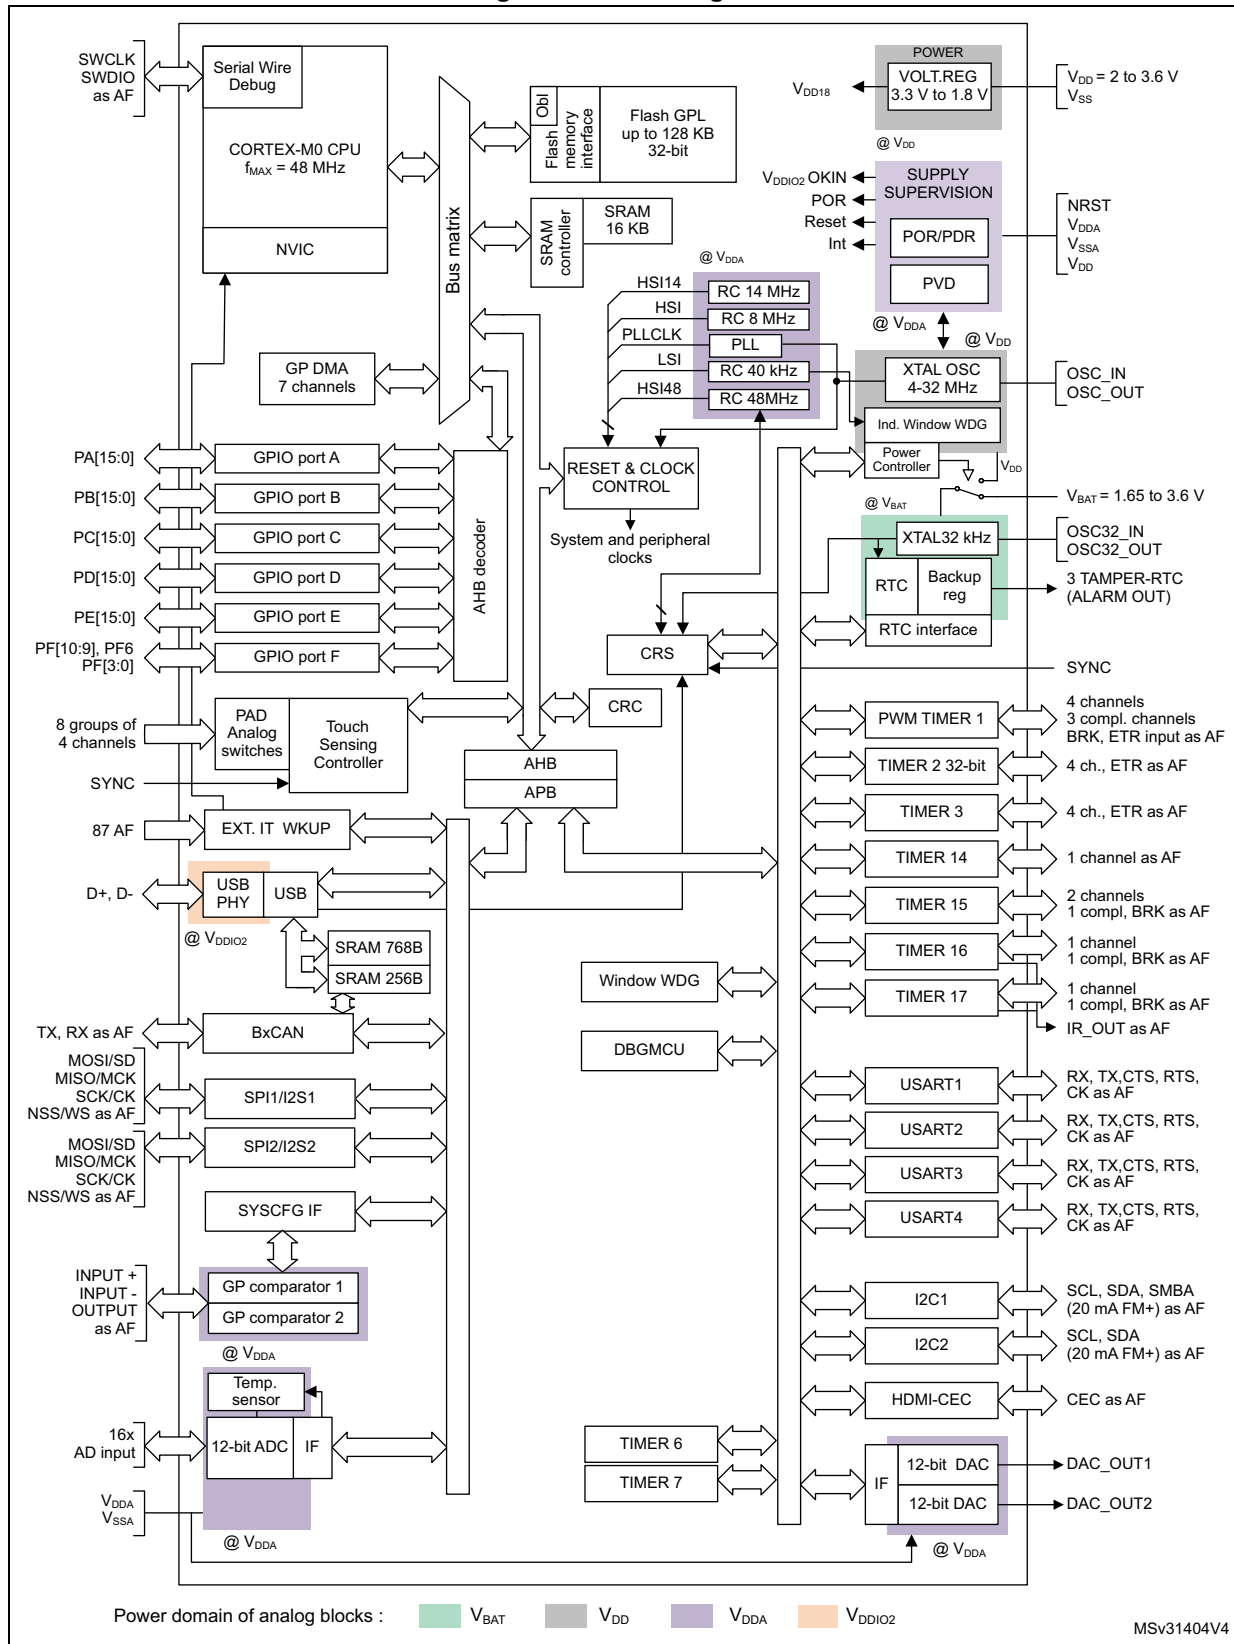 SWCLK
SWDIO
as AF
Serial Wire
Debug
CORTEX-M0 CPU
fMAX = 48 MHz
NVIC
Bus matrix
Obl
Flash
memory
interface
Flash GPL
up to 128 KB
32-bit
SRAM
controller
SRAM
16 KB
POWER
VOLT.REG
3.3 V to 1.8 V
VDD18
VDD = 2 to 3.6 V
VSS
@ VDD
SUPPLY
SUPERVISION
VDDIO2 OKIN
POR
Reset
Int
POR/PDR
PVD
NRST
VDDA
VSSA
VDD
@ VDDA
@ VDDA
@ VDD
HSI14
HSI
PLLCLK
LSI
HSI48
RC 14 MHz
RC 8 MHz
PLL
RC 40 kHz
RC 48MHz
XTAL OSC
4-32 MHz
OSC_IN
OSC_OUT
Ind. Window WDG
Power
Controller
VDD
VBAT = 1.65 to 3.6 V
@ VBAT
GP DMA
7 channels
PA[15:0]
GPIO port A
PB[15:0]
GPIO port B
PC[15:0]
GPIO port C
PD[15:0]
GPIO port D
PE[15:0]
GPIO port E
PF[10:9], PF6
PF[3:0]
GPIO port F
AHB decoder
RESET & CLOCK
CONTROL
System and peripheral
clocks
XTAL32 kHz
OSC32_IN
OSC32_OUT
RTC
Backup
reg
3 TAMPER-RTC
(ALARM OUT)
RTC interface
CRS
SYNC
8 groups of
4 channels
PAD
Analog
switches
Touch
Sensing
Controller
SYNC
CRC
AHB
APB
87 AF
EXT. IT WKUP
D+, D-
USB
PHY
USB
@ VDDIO2
SRAM 768B
SRAM 256B
TX, RX as AF
BxCAN
MOSI/SD
MISO/MCK
SCK/CK
NSS/WS as AF
SPI1/I2S1
MOSI/SD
MISO/MCK
SCK/CK
NSS/WS as AF
SPI2/I2S2
SYSCFG IF
INPUT +
INPUT -
OUTPUT
as AF
GP comparator 1
GP comparator 2
@ VDDA
Temp.
sensor
16x
AD input
12-bit ADC
IF
VDDA
VSSA
@ VDDA
Window WDG
DBGMCU
TIMER 6
TIMER 7
PWM TIMER 1
4 channels
3 compl. channels
BRK, ETR input as AF
TIMER 2 32-bit
4 ch., ETR as AF
TIMER 3
4 ch., ETR as AF
TIMER 14
1 channel as AF
TIMER 15
2 channels
1 compl, BRK as AF
TIMER 16
1 channel
1 compl, BRK as AF
TIMER 17
1 channel
1 compl, BRK as AF
IR_OUT as AF
USART1
RX, TX,CTS, RTS,
CK as AF
USART2
RX, TX,CTS, RTS,
CK as AF
USART3
RX, TX,CTS, RTS,
CK as AF
USART4
RX, TX,CTS, RTS,
CK as AF
I2C1
SCL, SDA, SMBA
(20 mA FM+) as AF
I2C2
SCL, SDA
(20 mA FM+) as AF
HDMI-CEC
CEC as AF
IF
12-bit DAC
DAC_OUT1
12-bit DAC
DAC_OUT2
@ VDDA
Power domain of analog blocks :
VBAT
VDD
VDDA
VDDIO2
MSv31404V4